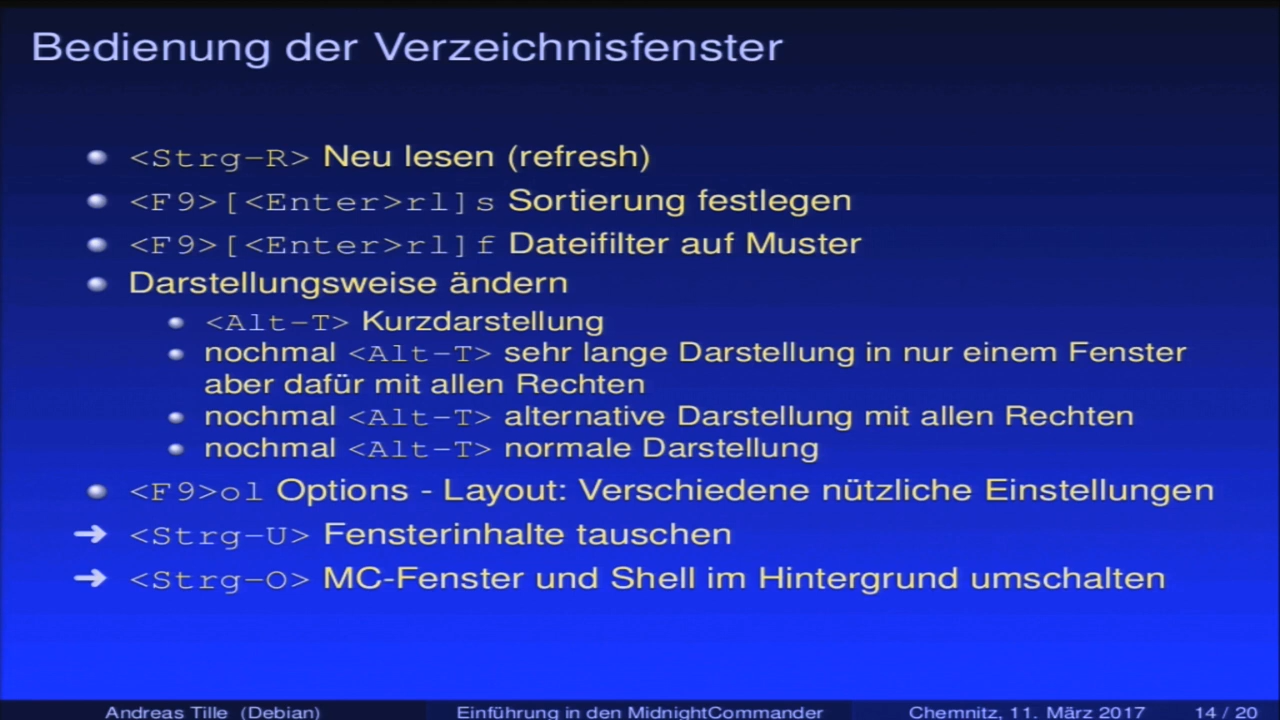 Bedienung der Verzeichnisfenster
<Strg-R> Neu lesen (refresh)
<F9>[<Enter>rl]s Sortierung festlegen
<F9>[<Enter>rl]f Dateifilter auf Muster
Darstellungsweise ändern
<Alt-T> Kurzdarstellung
nochmal <Alt-T> sehr lange Darstellung in nur einem Fenster
aber dafür mit allen Rechten
nochmal <Alt-T> alternative Darstellung mit allen Rechten
nochmal <Alt-T> normale Darstellung
<F9>ol Options - Layout: Verschiedene nützliche Einstellungen
➜ <Strg-U> Fensterinhalte tauschen
➜ <Strg-O> MC-Fenster und Shell im Hintergrund umschalten
Andreas Tille (Debian) Einführung in den MidnightCommander Chemnitz, 11. März 2017 14 / 20